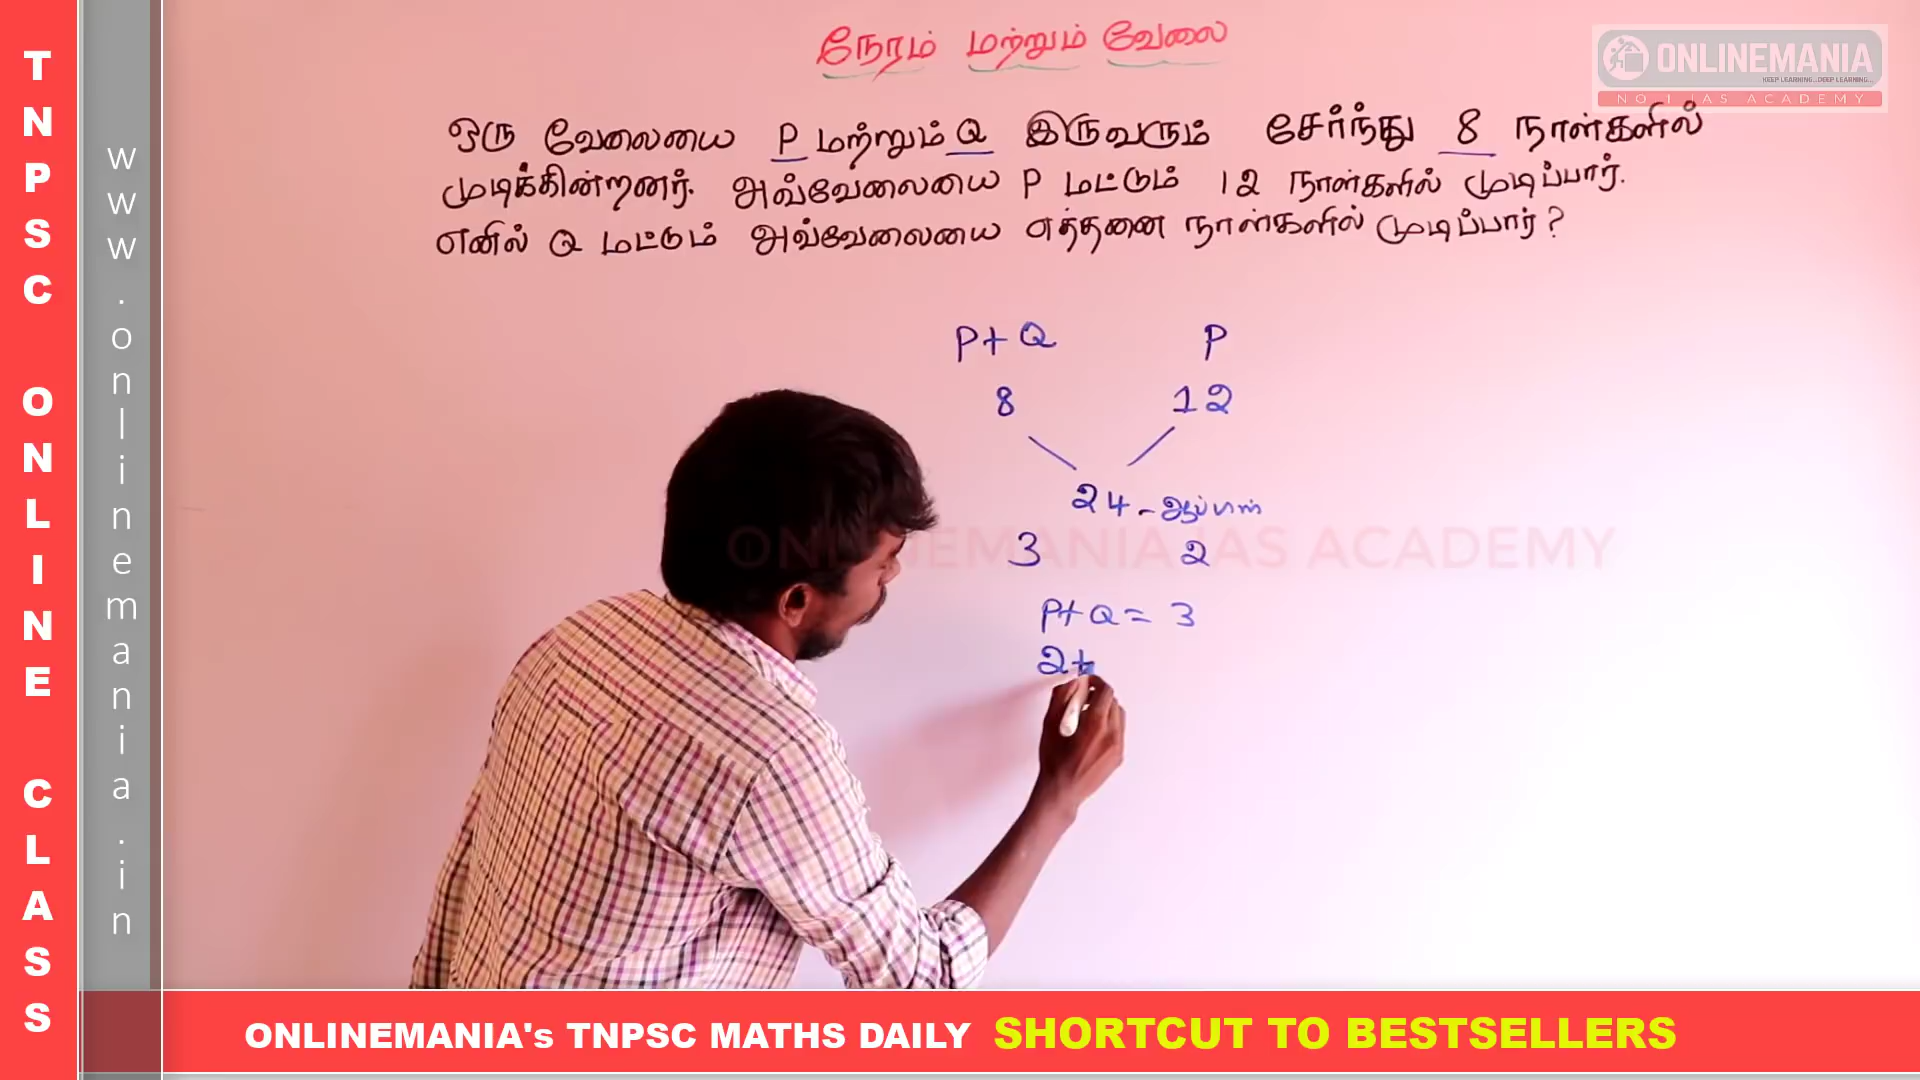 TNPSC ONLINE CLASS
www.onlinemania.in
நேரம் மற்றும் வேலை
ONLINEMANIA
KEEP LEARNING...DEEP LEARNING...
NO 1 IAS ACADEMY
ஒரு வேலையை P மற்றும் Q இருவரும் சேர்ந்து 8 நாள்களில்
முடிக்கின்றனர். அவ்வேலையை P மட்டும் 12 நாள்களில் முடிப்பார்.
எனில் Q மட்டும் அவ்வேலையை எத்தனை நாள்களில் முடிப்பார்?
P+Q P
8 12
24 - ஆப்பிள்
ONLINEMANIA IAS ACADEMY
3 2
P+Q = 3
2+
ONLINEMANIA's TNPSC MATHS DAILY SHORTCUT TO BESTSELLERS